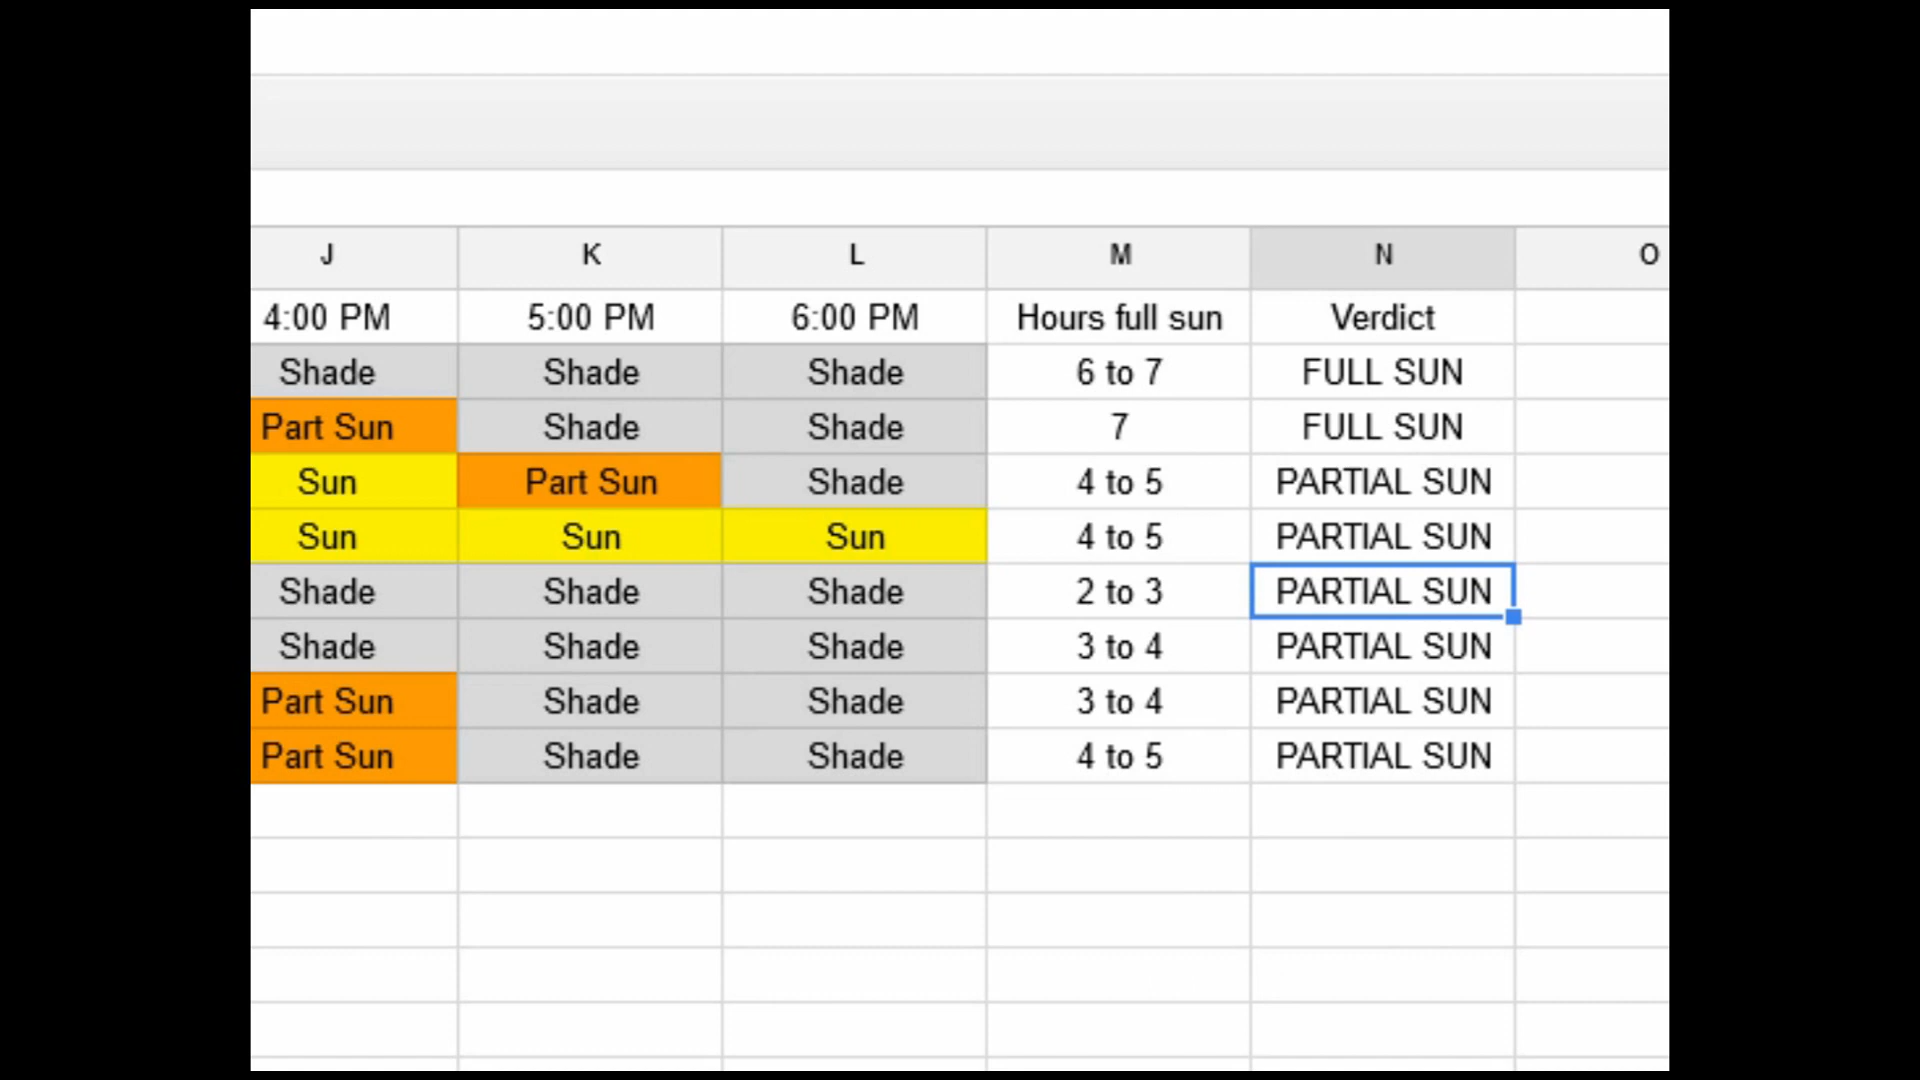 J K L M N O
4:00 PM 5:00 PM 6:00 PM Hours full sun Verdict
Shade Shade Shade 6 to 7 FULL SUN
Part Sun Shade Shade 7 FULL SUN
Sun Part Sun Shade 4 to 5 PARTIAL SUN
Sun Sun Sun 4 to 5 PARTIAL SUN
Shade Shade Shade 2 to 3 PARTIAL SUN
Shade Shade Shade 3 to 4 PARTIAL SUN
Part Sun Shade Shade 3 to 4 PARTIAL SUN
Part Sun Shade Shade 4 to 5 PARTIAL SUN